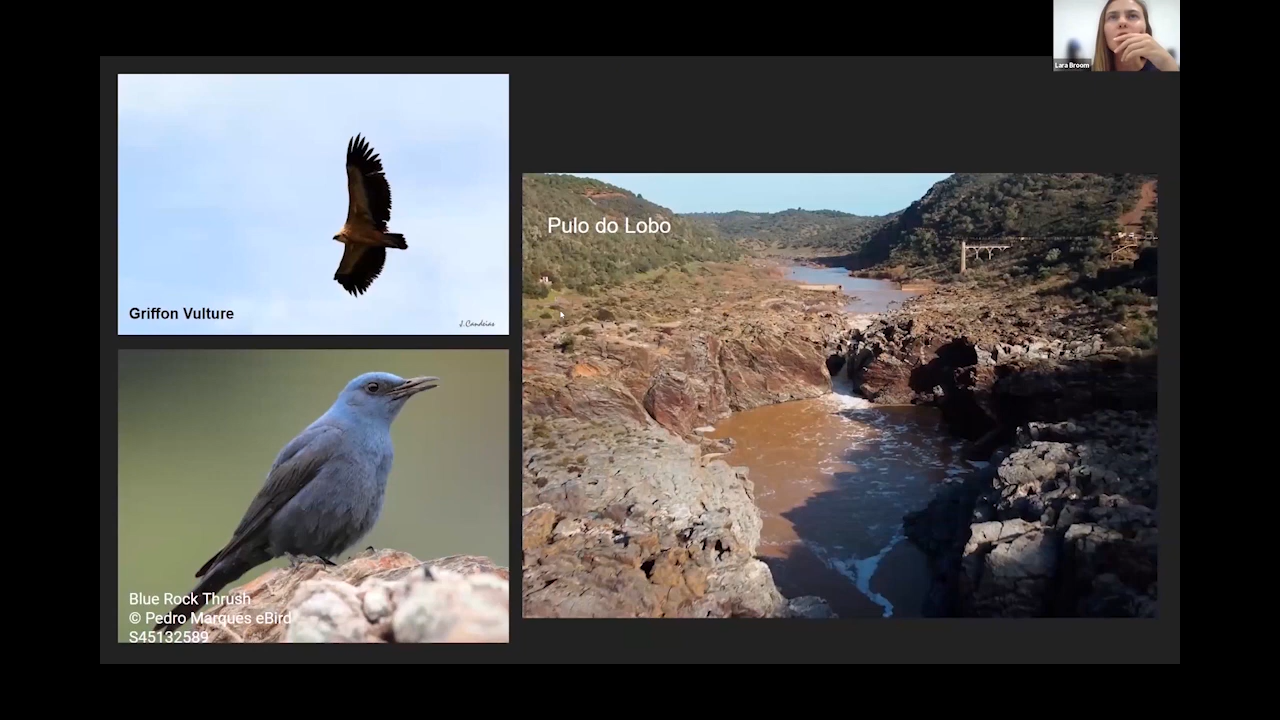 Lara Broom
Griffon Vulture
J.Candeias
Pulo do Lobo
Blue Rock Thrush
© Pedro Marques eBird
S45132589